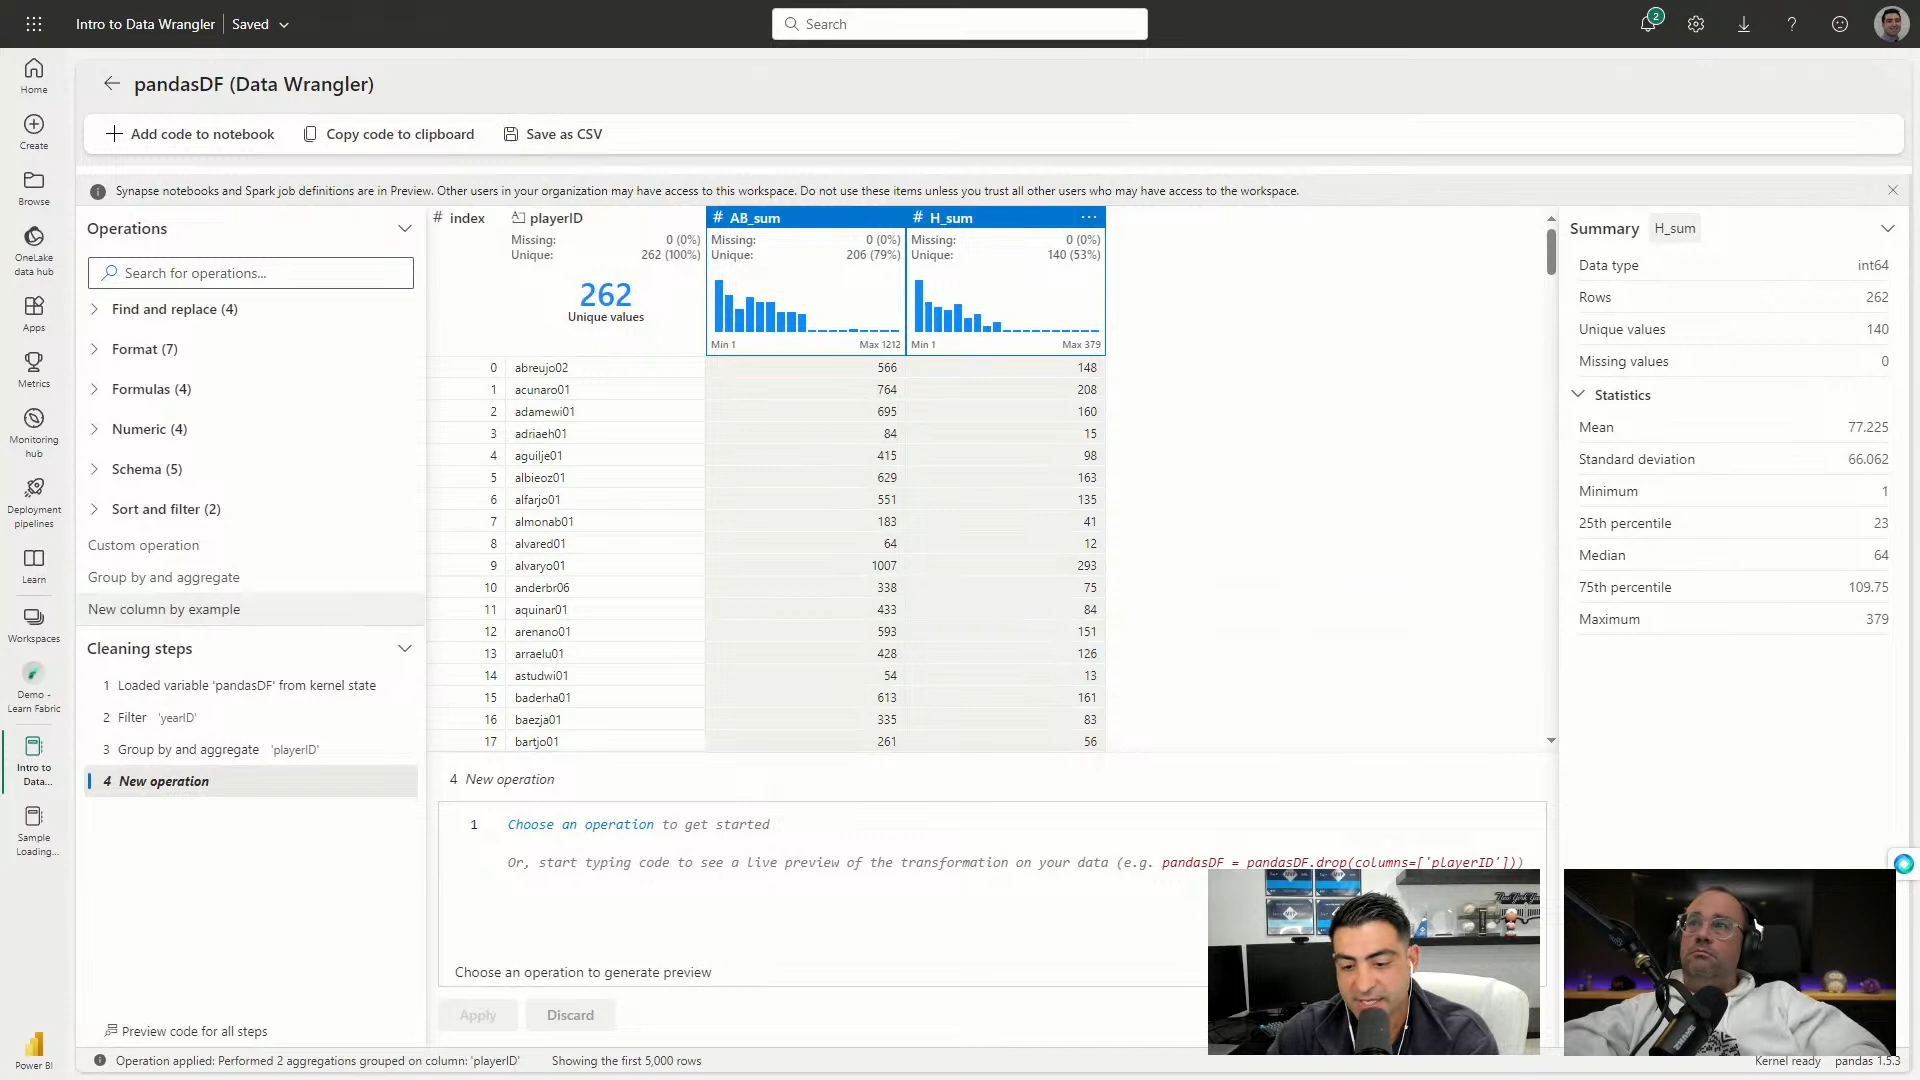 Intro to Data Wrangler Saved
Search
2
Home
Create
Browse
OneLake
data hub
Apps
Metrics
Monitoring
hub
Deployment
pipelines
Learn
Workspaces
Demo -
Learn Fabric
Intro to
Data...
Sample
Loading...
Power BI
pandasDF (Data Wrangler)
Add code to notebook Copy code to clipboard Save as CSV
Synapse notebooks and Spark job definitions are in Preview. Other users in your organization may have access to this workspace. Do not use these items unless you trust all other users who may have access to the workspace.
Operations
Search for operations...
Find and replace (4)
Format (7)
Formulas (4)
Numeric (4)
Schema (5)
Sort and filter (2)
Custom operation
Group by and aggregate
New column by example
Cleaning steps
1 Loaded variable 'pandasDF' from kernel state
2 Filter 'yearID'
3 Group by and aggregate 'playerID'
4 New operation
Preview code for all steps
# index playerID # AB_sum # H_sum ...
Missing: 0 (0%) Missing: 0 (0%) Missing: 0 (0%)
Unique: 262 (100%) Unique: 206 (79%) Unique: 140 (53%)
262
Unique values
Min 1 Max 1212 Min 1 Max 379
0 abreujo02 566 148
1 acunaro01 764 208
2 adamewi01 695 160
3 adriaeh01 84 15
4 aguilje01 415 98
5 albieoz01 629 163
6 alfarjo01 551 135
7 almonab01 183 41
8 alvared01 64 12
9 alvaryo01 1007 293
10 anderbr06 338 75
11 aquinar01 433 84
12 arenano01 593 151
13 arraelu01 428 126
14 astudwi01 54 13
15 baderha01 613 161
16 baezja01 335 83
17 bartjo01 261 56
4 New operation
1 Choose an operation to get started
Or, start typing code to see a live preview of the transformation on your data (e.g. pandasDF = pandasDF.drop(columns=['playerID']))
Choose an operation to generate preview
Apply Discard
Summary H_sum
Data type int64
Rows 262
Unique values 140
Missing values 0
Statistics
Mean 77.225
Standard deviation 66.062
Minimum 1
25th percentile 23
Median 64
75th percentile 109.75
Maximum 379
Operation applied: Performed 2 aggregations grouped on column: 'playerID' Showing the first 5,000 rows
Kernel ready pandas 1.5.3